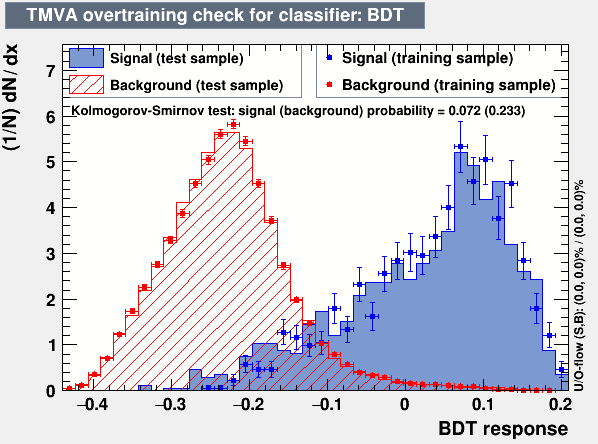 TMVA overtraining check for classifier: BDT
(1/N) dN / dx
Signal (test sample)
Background (test sample)
Signal (training sample)
Background (training sample)
Kolmogorov-Smirnov test: signal (background) probability = 0.072 (0.233)
7
6
5
4
3
2
1
0
−0.4 −0.3 −0.2 −0.1 0 0.1 0.2
BDT response
U/O-flow (S,B): (0.0, 0.0)% / (0.0, 0.0)%